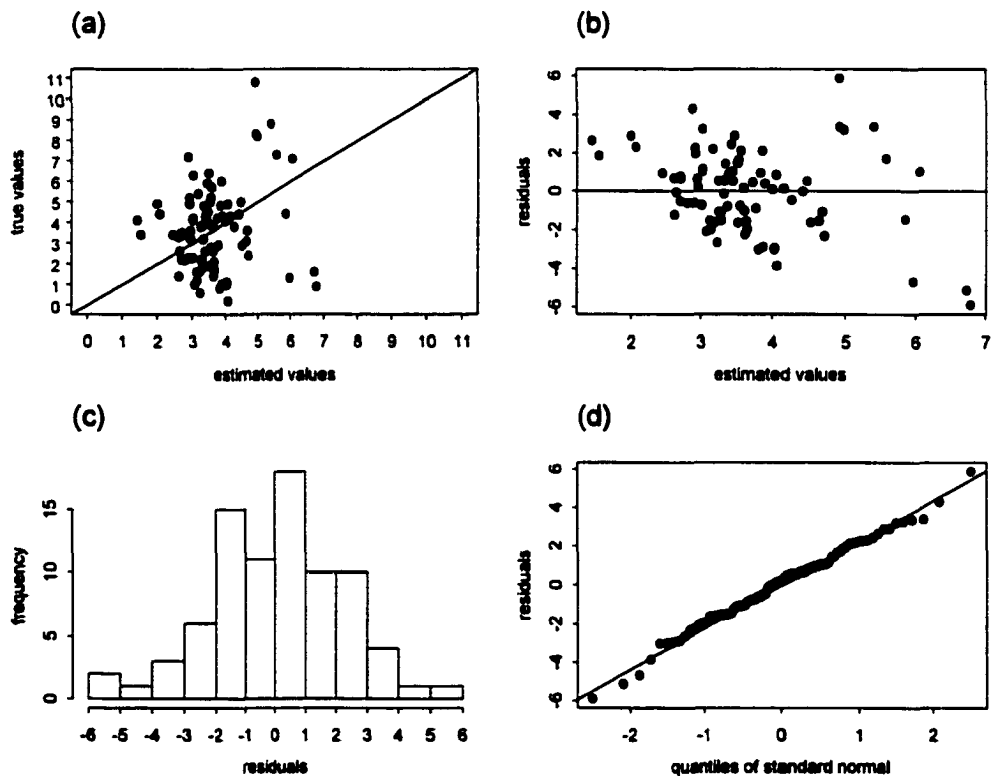 (a)
11
10
9
8
7
6
5
4
3
2
1
0
true values
0 1 2 3 4 5 6 7 8 9 10 11
estimated values
(b)
6
4
2
0
-2
-4
-6
residuals
2 3 4 5 6 7
estimated values
(c)
15
10
5
0
frequency
-6 -5 -4 -3 -2 -1 0 1 2 3 4 5 6
residuals
(d)
6
4
2
0
-2
-4
-6
residuals
-2 -1 0 1 2
quantiles of standard normal